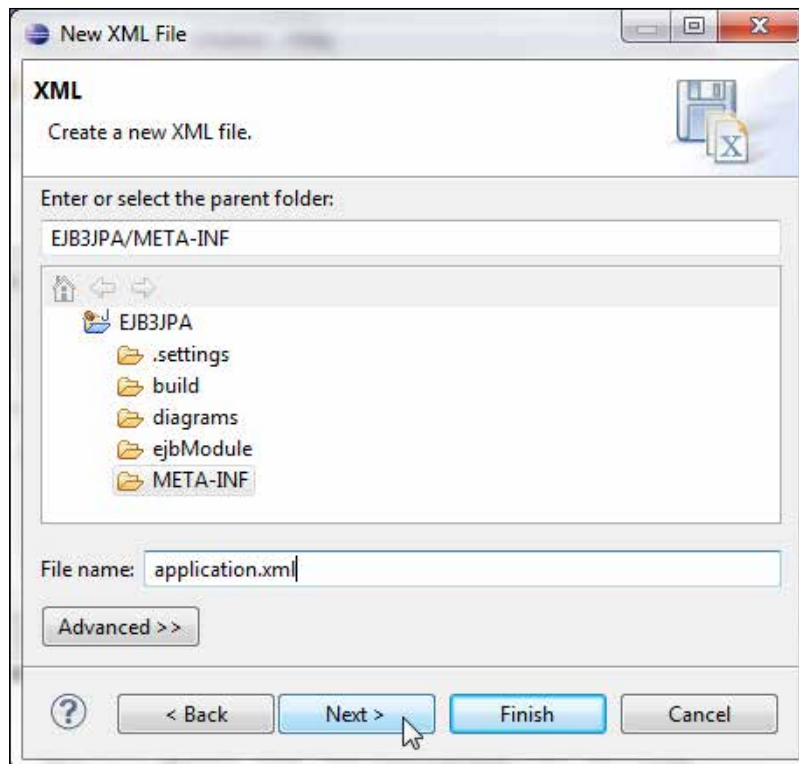 New XML File
XML
Create a new XML file.
Enter or select the parent folder:
EJB3JPA/META-INF
EJB3JPA
.settings
build
diagrams
ejbModule
META-INF
File name: application.xml
Advanced >>
< Back Next > Finish Cancel